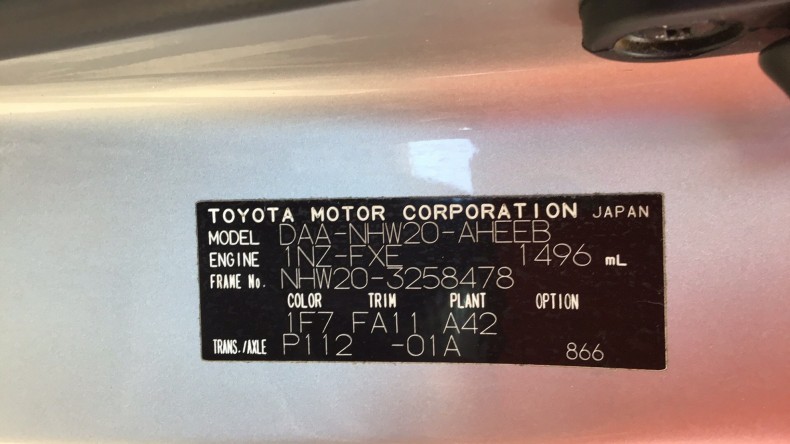 TOYOTA MOTOR CORPORATION JAPAN
MODEL DAA-NHW20-AHEEB
ENGINE 1NZ-FXE 1496 mL
FRAME No. NHW20-3258478
COLOR TRIM PLANT OPTION
1F7 FA11 A42
TRANS./AXLE P112 -01A 866